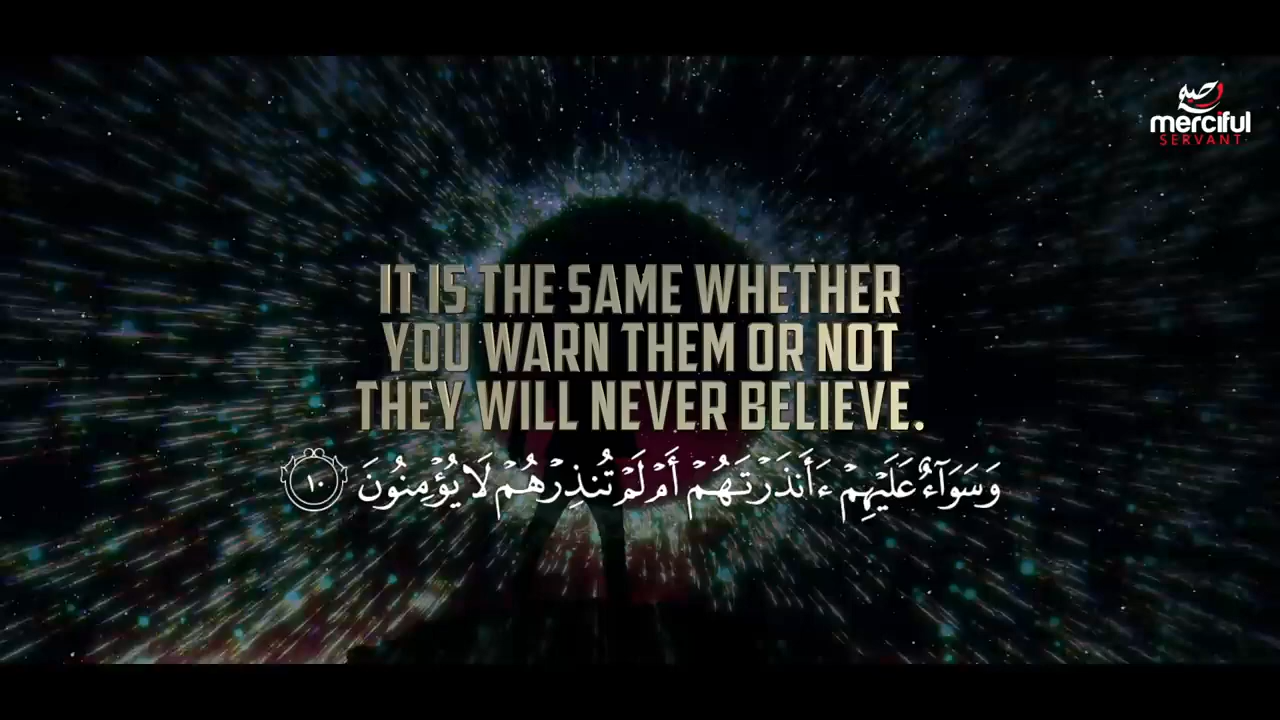 merciful
SERVANT
IT IS THE SAME WHETHER
YOU WARN THEM OR NOT
THEY WILL NEVER BELIEVE.
وَسَوَآءٌ عَلَيْهِمْ ءَأَنذَرْتَهُمْ أَمْ لَمْ تُنذِرْهُمْ لَا يُؤْمِنُونَ ١٠